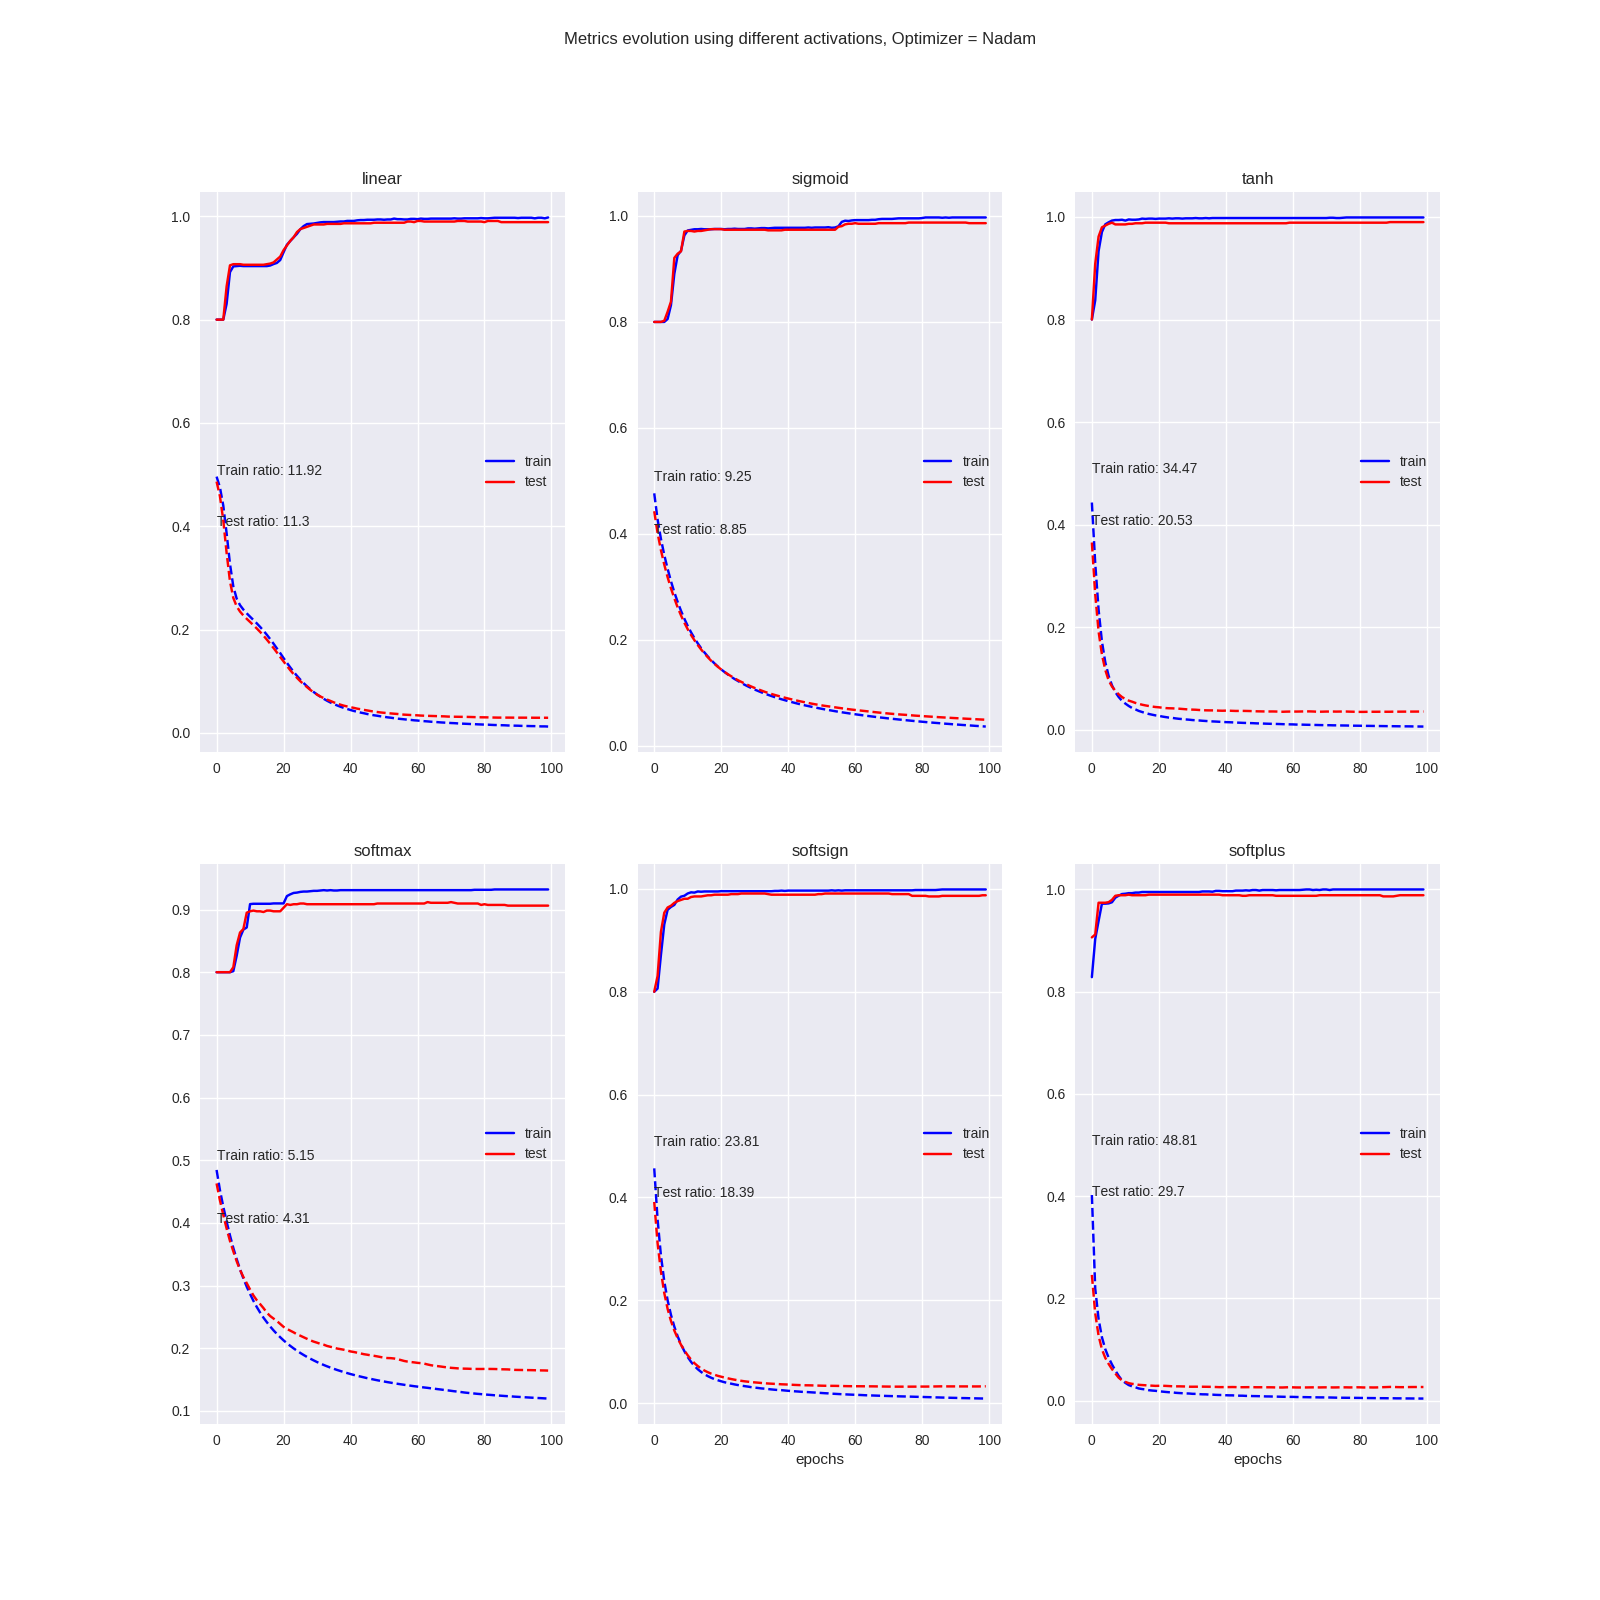 Metrics evolution using different activations, Optimizer = Nadam
linear
1.0
0.8
0.6
0.4
0.2
0.0
Train ratio: 11.92
Test ratio: 11.3
train
test
0 20 40 60 80 100
sigmoid
1.0
0.8
0.6
0.4
0.2
0.0
Train ratio: 9.25
Test ratio: 8.85
train
test
0 20 40 60 80 100
tanh
1.0
0.8
0.6
0.4
0.2
0.0
Train ratio: 34.47
Test ratio: 20.53
train
test
0 20 40 60 80 100
softmax
0.9
0.8
0.7
0.6
0.5
0.4
0.3
0.2
0.1
Train ratio: 5.15
Test ratio: 4.31
train
test
0 20 40 60 80 100
softsign
1.0
0.8
0.6
0.4
0.2
0.0
Train ratio: 23.81
Test ratio: 18.39
train
test
0 20 40 60 80 100
epochs
softplus
1.0
0.8
0.6
0.4
0.2
0.0
Train ratio: 48.81
Test ratio: 29.7
train
test
0 20 40 60 80 100
epochs